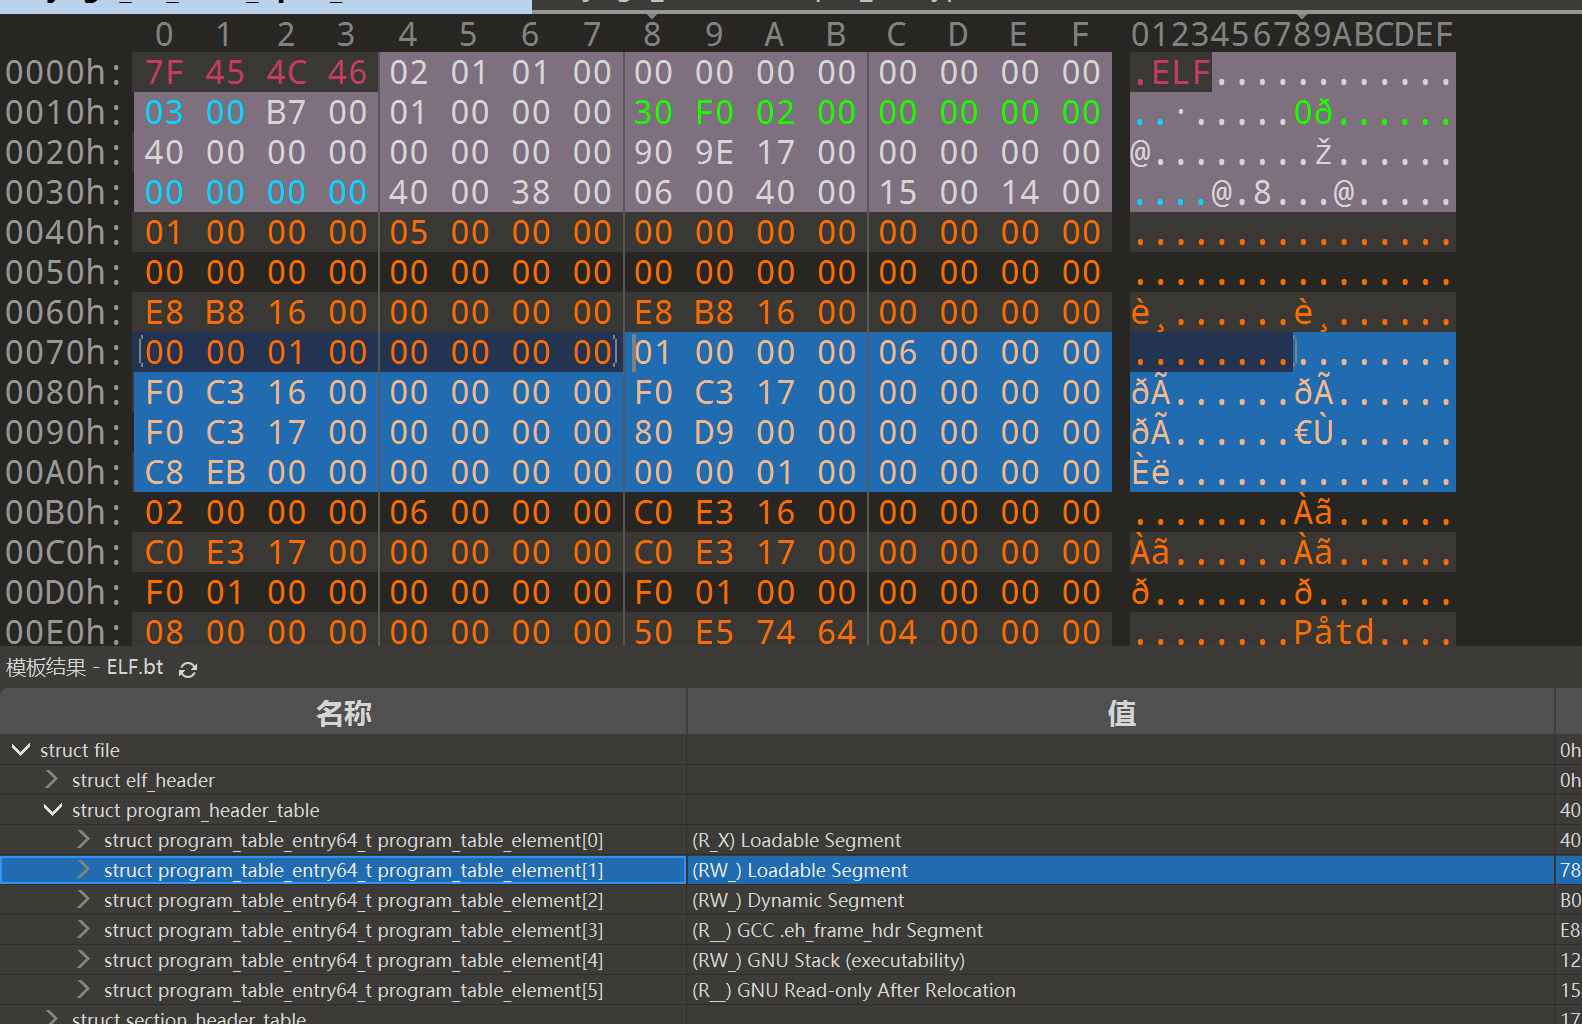 0 1 2 3 4 5 6 7 8 9 A B C D E F 0123456789ABCDEF
0000h: 7F 45 4C 46 02 01 01 00 00 00 00 00 00 00 00 00 .ELF............
0010h: 03 00 B7 00 01 00 00 00 30 F0 02 00 00 00 00 00 ..·.....0ð......
0020h: 40 00 00 00 00 00 00 00 90 9E 17 00 00 00 00 00 @........ž......
0030h: 00 00 00 00 40 00 38 00 06 00 40 00 15 00 14 00 ....@.8...@.....
0040h: 01 00 00 00 05 00 00 00 00 00 00 00 00 00 00 00 ................
0050h: 00 00 00 00 00 00 00 00 00 00 00 00 00 00 00 00 ................
0060h: E8 B8 16 00 00 00 00 00 E8 B8 16 00 00 00 00 00 è¸......è¸......
0070h: 00 00 01 00 00 00 00 00 01 00 00 00 06 00 00 00 ................
0080h: F0 C3 16 00 00 00 00 00 F0 C3 17 00 00 00 00 00 ðÃ......ðÃ......
0090h: F0 C3 17 00 00 00 00 00 80 D9 00 00 00 00 00 00 ðÃ......€Ù......
00A0h: C8 EB 00 00 00 00 00 00 00 00 01 00 00 00 00 00 Èë..............
00B0h: 02 00 00 00 06 00 00 00 C0 E3 16 00 00 00 00 00 ........Àã......
00C0h: C0 E3 17 00 00 00 00 00 C0 E3 17 00 00 00 00 00 Àã......Àã......
00D0h: F0 01 00 00 00 00 00 00 F0 01 00 00 00 00 00 00 ð.......ð.......
00E0h: 08 00 00 00 00 00 00 00 50 E5 74 64 04 00 00 00 ........Påtd....
模板结果 - ELF.bt
名称 值
struct file 0h
struct elf_header 0h
struct program_header_table 40
struct program_table_entry64_t program_table_element[0] (R_X) Loadable Segment 40
struct program_table_entry64_t program_table_element[1] (RW_) Loadable Segment 78
struct program_table_entry64_t program_table_element[2] (RW_) Dynamic Segment B0
struct program_table_entry64_t program_table_element[3] (R__) GCC .eh_frame_hdr Segment E8
struct program_table_entry64_t program_table_element[4] (RW_) GNU Stack (executability) 12
struct program_table_entry64_t program_table_element[5] (R__) GNU Read-only After Relocation 15
struct section_header_table 17